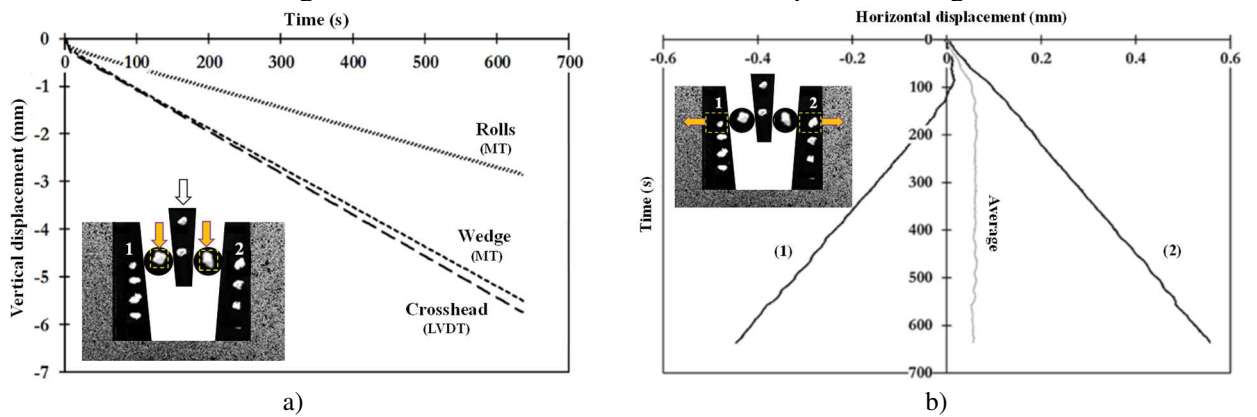 Time (s)
0 100 200 300 400 500 600 700
0
-1
-2
-3
-4
-5
-6
-7
Vertical displacement (mm)
Rolls
(MT)
Wedge
(MT)
Crosshead
(LVDT)
1
2
a)
Horizontal displacement (mm)
-0.6 -0.4 -0.2 0 0.2 0.4 0.6
0
100
200
300
400
500
600
700
Time (s)
1
2
(1)
Average
(2)
b)